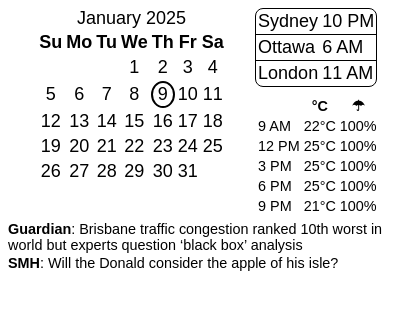 January 2025
Su Mo Tu We Th Fr Sa
1 2 3 4
5 6 7 8 9 10 11
12 13 14 15 16 17 18
19 20 21 22 23 24 25
26 27 28 29 30 31
Sydney 10 PM
Ottawa 6 AM
London 11 AM
°C ☂
9 AM 22°C 100%
12 PM 25°C 100%
3 PM 25°C 100%
6 PM 25°C 100%
9 PM 21°C 100%
Guardian: Brisbane traffic congestion ranked 10th worst in
world but experts question ‘black box’ analysis
SMH: Will the Donald consider the apple of his isle?